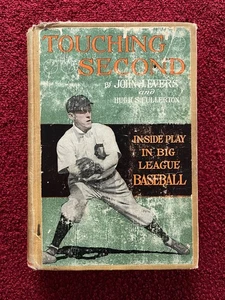 TOUCHING
SECOND
BY JOHN J. EVERS
and
HUGH S. FULLERTON
INSIDE PLAY
IN BIG
LEAGUE
BASEBALL